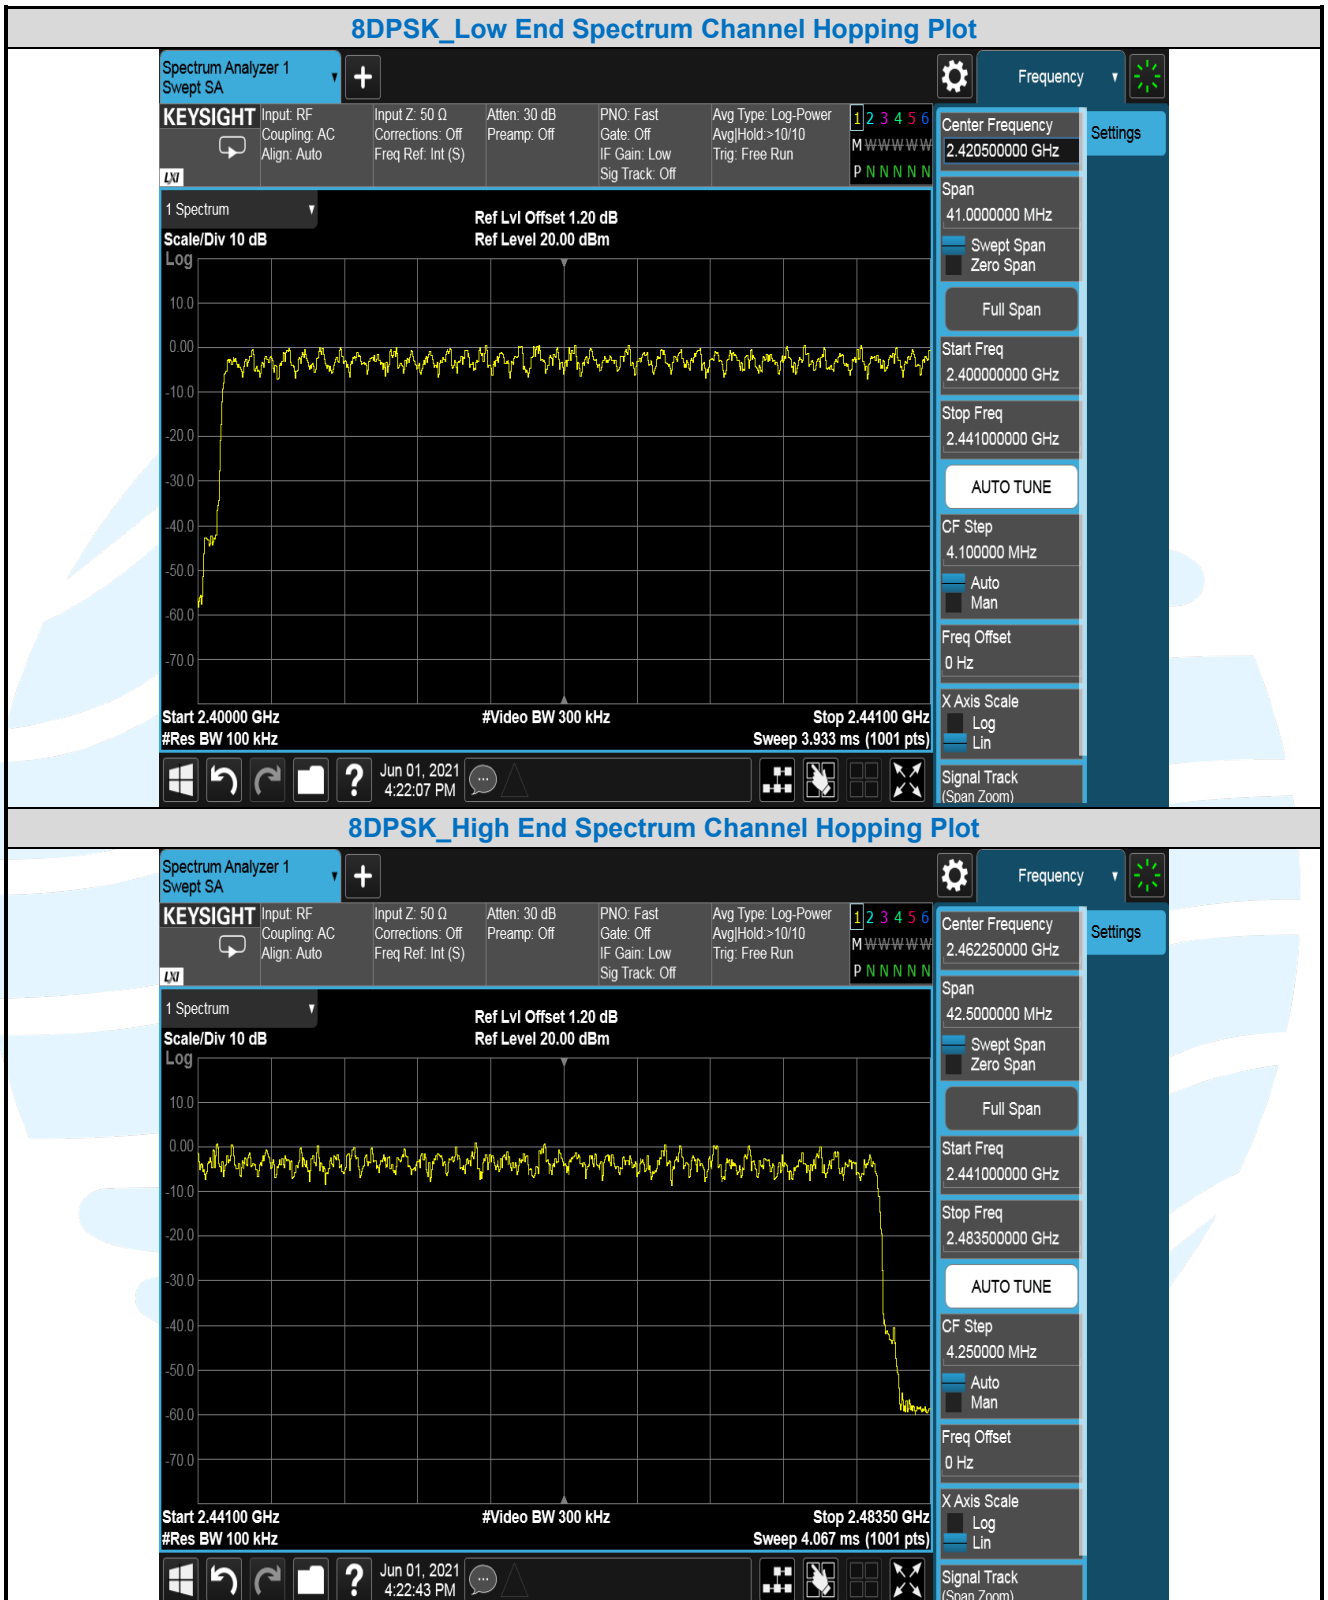 8DPSK_Low End Spectrum Channel Hopping Plot
Spectrum Analyzer 1
Swept SA
Frequency
KEYSIGHT
LXI
Input: RF
Coupling: AC
Align: Auto
Input Z: 50 Ω
Corrections: Off
Freq Ref: Int (S)
Atten: 30 dB
Preamp: Off
PNO: Fast
Gate: Off
IF Gain: Low
Sig Track: Off
Avg Type: Log-Power
Avg|Hold:>10/10
Trig: Free Run
1 2 3 4 5 6
M W W W W W
P N N N N N
1 Spectrum
Scale/Div 10 dB
Ref Lvl Offset 1.20 dB
Ref Level 20.00 dBm
Log
10.0
0.00
-10.0
-20.0
-30.0
-40.0
-50.0
-60.0
-70.0
Start 2.40000 GHz
#Video BW 300 kHz
Stop 2.44100 GHz
#Res BW 100 kHz
Sweep 3.933 ms (1001 pts)
Jun 01, 2021
4:22:07 PM
Center Frequency
2.420500000 GHz
Settings
Span
41.0000000 MHz
Swept Span
Zero Span
Full Span
Start Freq
2.400000000 GHz
Stop Freq
2.441000000 GHz
AUTO TUNE
CF Step
4.100000 MHz
Auto
Man
Freq Offset
0 Hz
X Axis Scale
Log
Lin
Signal Track
(Span Zoom)
8DPSK_High End Spectrum Channel Hopping Plot
Spectrum Analyzer 1
Swept SA
Frequency
KEYSIGHT
LXI
Input: RF
Coupling: AC
Align: Auto
Input Z: 50 Ω
Corrections: Off
Freq Ref: Int (S)
Atten: 30 dB
Preamp: Off
PNO: Fast
Gate: Off
IF Gain: Low
Sig Track: Off
Avg Type: Log-Power
Avg|Hold:>10/10
Trig: Free Run
1 2 3 4 5 6
M W W W W W
P N N N N N
1 Spectrum
Scale/Div 10 dB
Ref Lvl Offset 1.20 dB
Ref Level 20.00 dBm
Log
10.0
0.00
-10.0
-20.0
-30.0
-40.0
-50.0
-60.0
-70.0
Start 2.44100 GHz
#Video BW 300 kHz
Stop 2.48350 GHz
#Res BW 100 kHz
Sweep 4.067 ms (1001 pts)
Jun 01, 2021
4:22:43 PM
Center Frequency
2.462250000 GHz
Settings
Span
42.5000000 MHz
Swept Span
Zero Span
Full Span
Start Freq
2.441000000 GHz
Stop Freq
2.483500000 GHz
AUTO TUNE
CF Step
4.250000 MHz
Auto
Man
Freq Offset
0 Hz
X Axis Scale
Log
Lin
Signal Track
(Span Zoom)